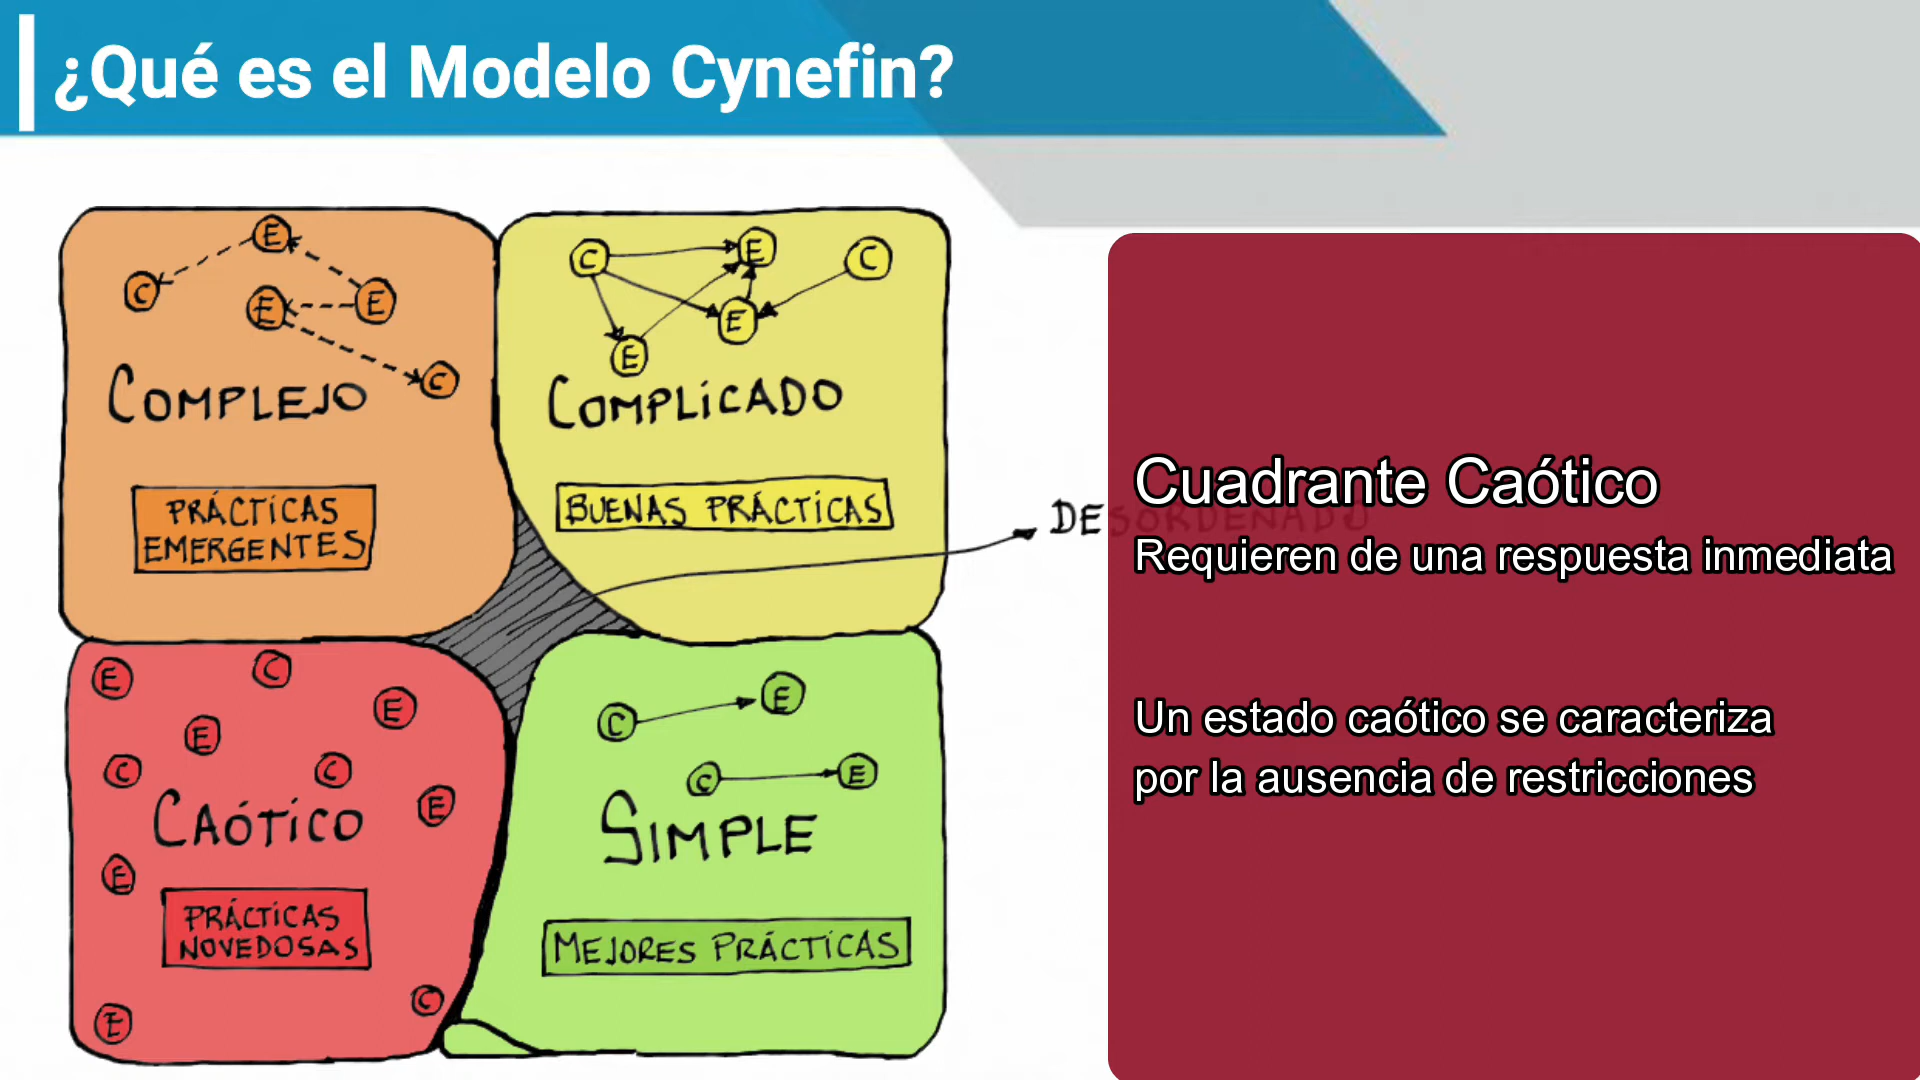 ¿Qué es el Modelo Cynefin?
E
C
E
E
C
COMPLEJO
PRÁCTICAS
EMERGENTES
C
E
C
E
E
COMPLICADO
BUENAS PRÁCTICAS
DESORDENADO
E
C
E
E
C
C
E
CAÓTICO
E
PRÁCTICAS
NOVEDOSAS
C
E
C
E
C
E
SIMPLE
MEJORES PRÁCTICAS
Cuadrante Caótico
Requieren de una respuesta inmediata
Un estado caótico se caracteriza
por la ausencia de restricciones